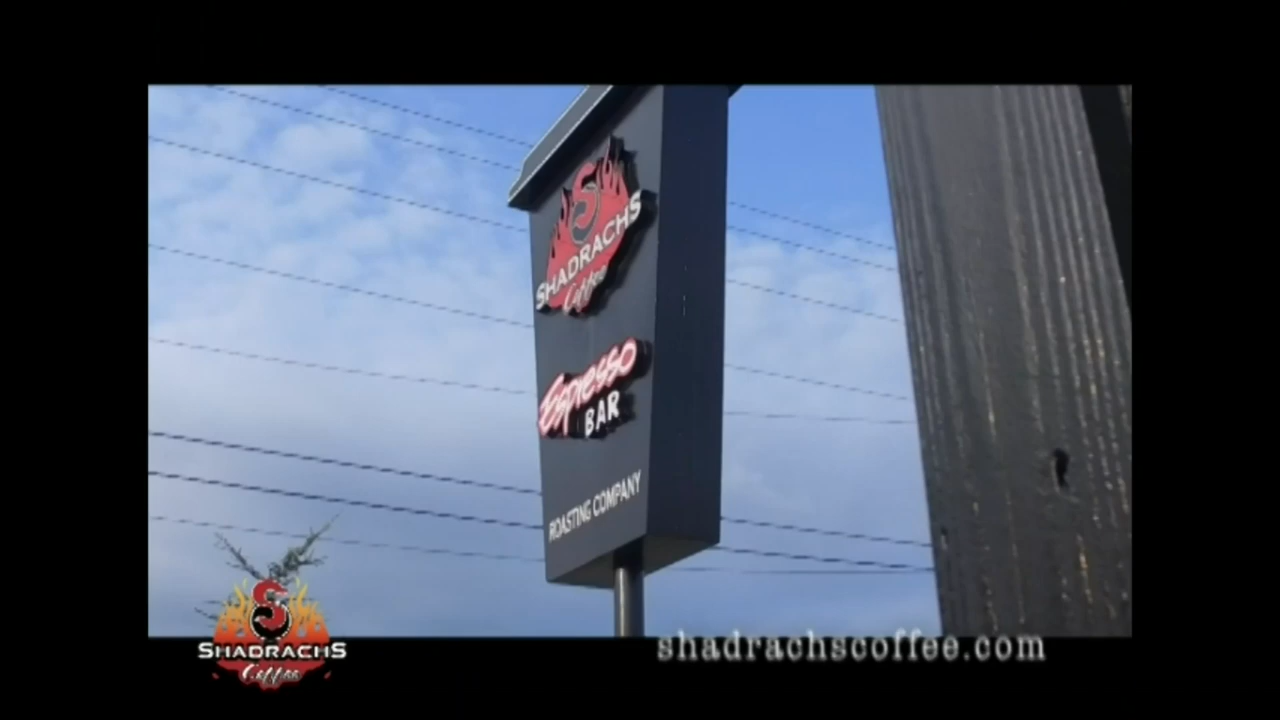 S
SHADRACHS
Coffee
Espresso
BAR
ROASTING COMPANY
S
SHADRACHS
Coffee
shadrachscoffee.com